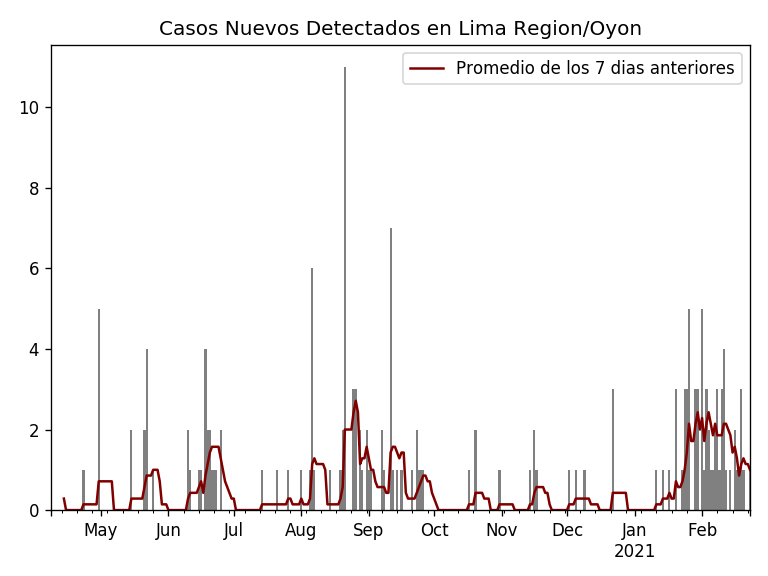 Casos Nuevos Detectados en Lima Region/Oyon
Promedio de los 7 dias anteriores
10
8
6
4
2
0
May Jun Jul Aug Sep Oct Nov Dec Jan Feb
2021